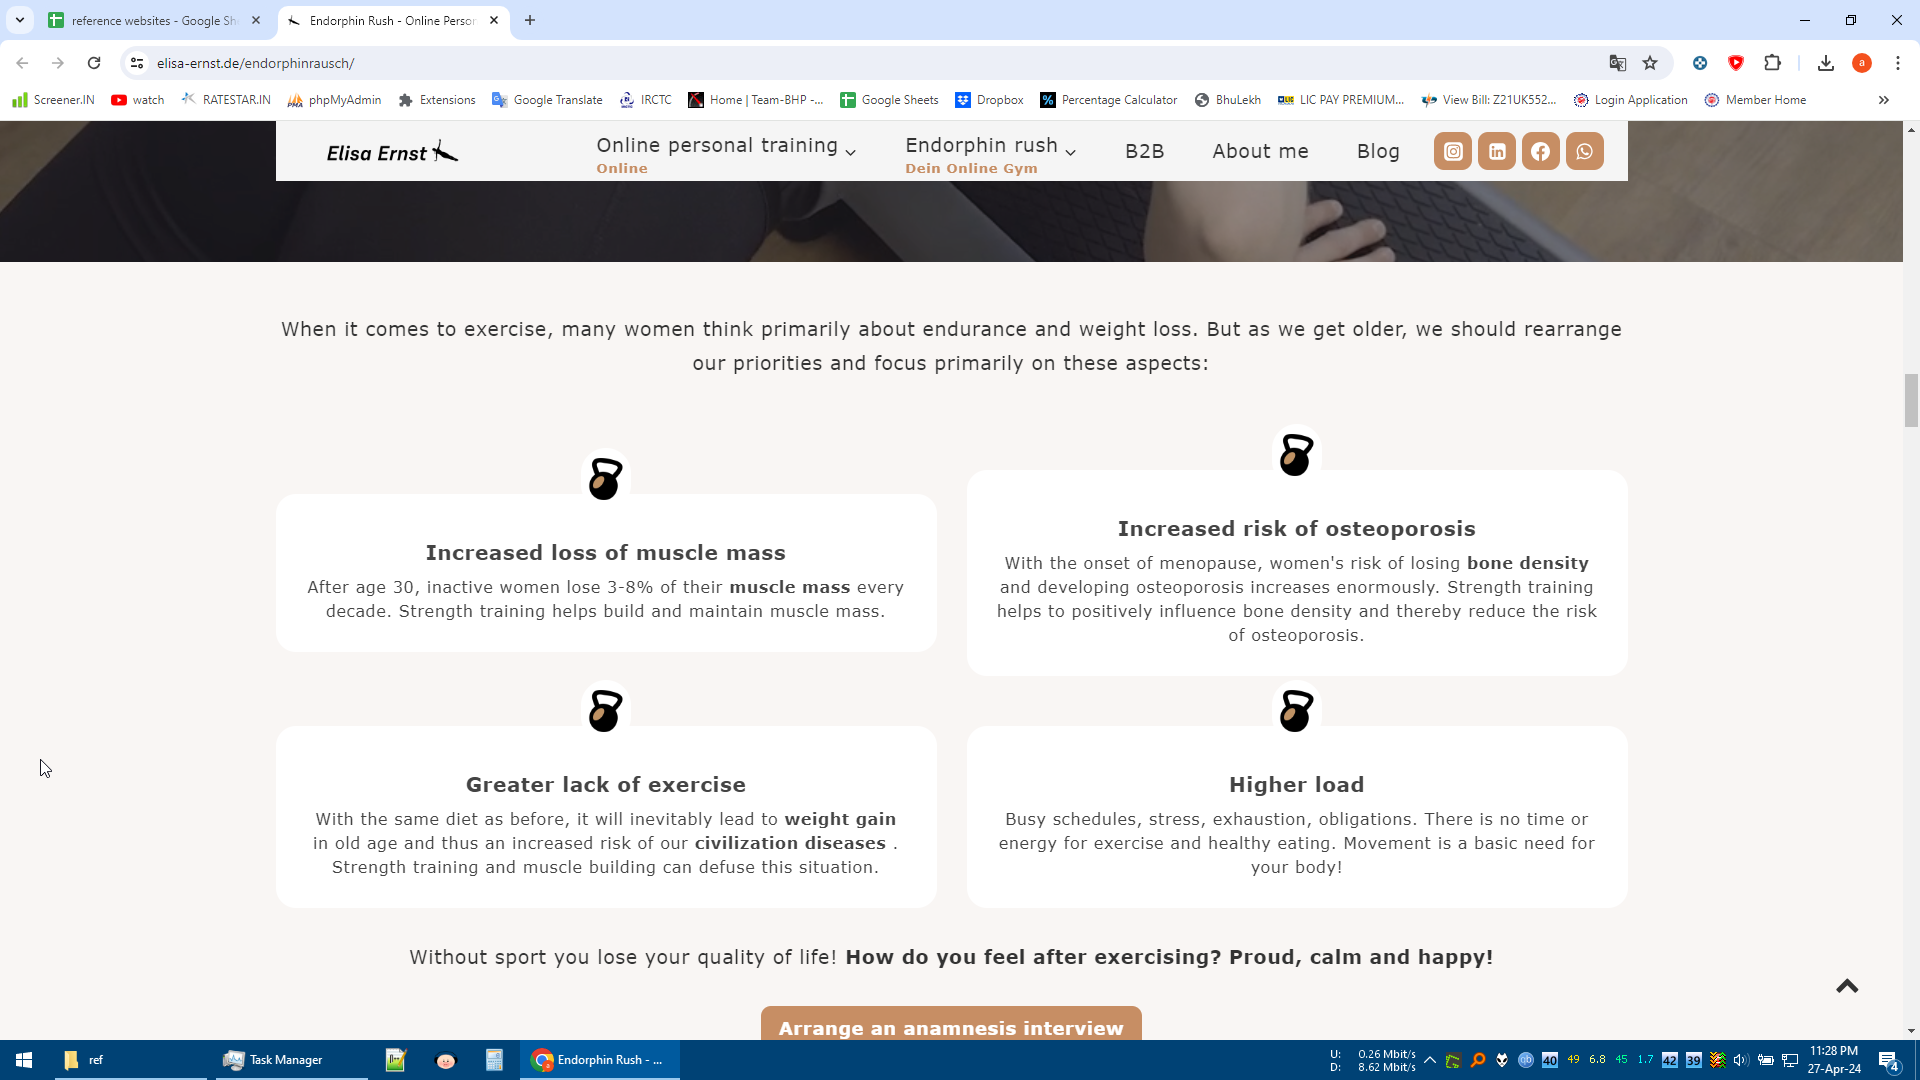 reference websites - Google Sh
Endorphin Rush - Online Person
elisa-ernst.de/endorphinrausch/
a
Screener.IN
watch
RATESTAR.IN
phpMyAdmin
Extensions
Google Translate
IRCTC
Home | Team-BHP -...
Google Sheets
Dropbox
Percentage Calculator
BhuLekh
LIC PAY PREMIUM...
View Bill: Z21UK552...
Login Application
Member Home
Elisa Ernst
Online personal training
Online
Endorphin rush
Dein Online Gym
B2B
About me
Blog
When it comes to exercise, many women think primarily about endurance and weight loss. But as we get older, we should rearrange
our priorities and focus primarily on these aspects:
Increased loss of muscle mass
After age 30, inactive women lose 3-8% of their muscle mass every
decade. Strength training helps build and maintain muscle mass.
Increased risk of osteoporosis
With the onset of menopause, women's risk of losing bone density
and developing osteoporosis increases enormously. Strength training
helps to positively influence bone density and thereby reduce the risk
of osteoporosis.
Greater lack of exercise
With the same diet as before, it will inevitably lead to weight gain
in old age and thus an increased risk of our civilization diseases .
Strength training and muscle building can defuse this situation.
Higher load
Busy schedules, stress, exhaustion, obligations. There is no time or
energy for exercise and healthy eating. Movement is a basic need for
your body!
Without sport you lose your quality of life! How do you feel after exercising? Proud, calm and happy!
Arrange an anamnesis interview
ref
Task Manager
Endorphin Rush - ...
U: 0.26 Mbit/s
D: 8.62 Mbit/s
40
49
6.8
45
1.7
42
39
11:28 PM
27-Apr-24
4